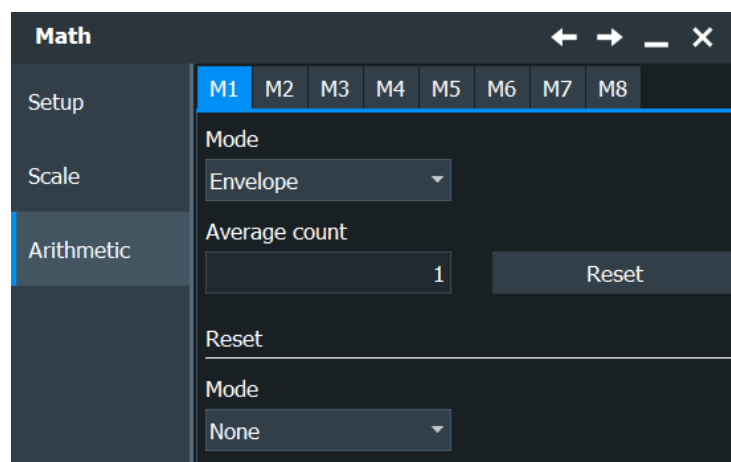 Math
Setup
Scale
Arithmetic
M1 M2 M3 M4 M5 M6 M7 M8
Mode
Envelope
Average count
1 Reset
Reset
Mode
None